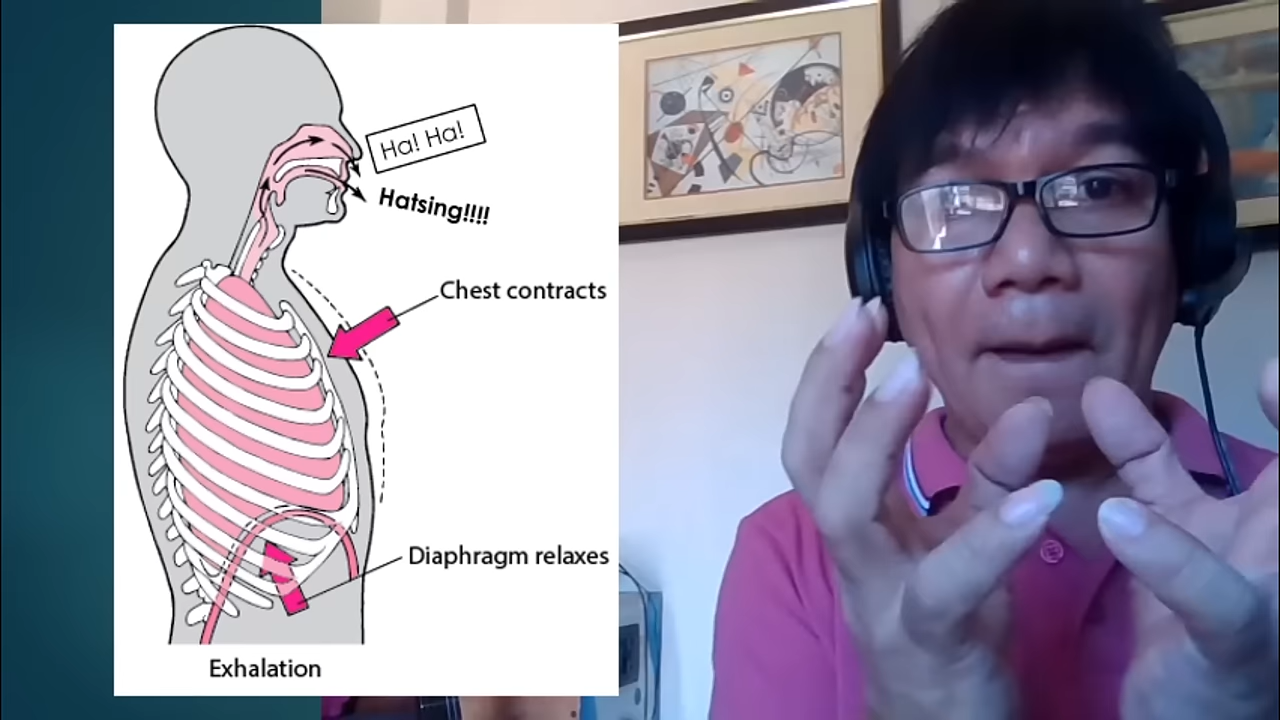 Ha! Ha!
Hatsing!!!!
Chest contracts
Diaphragm relaxes
Exhalation